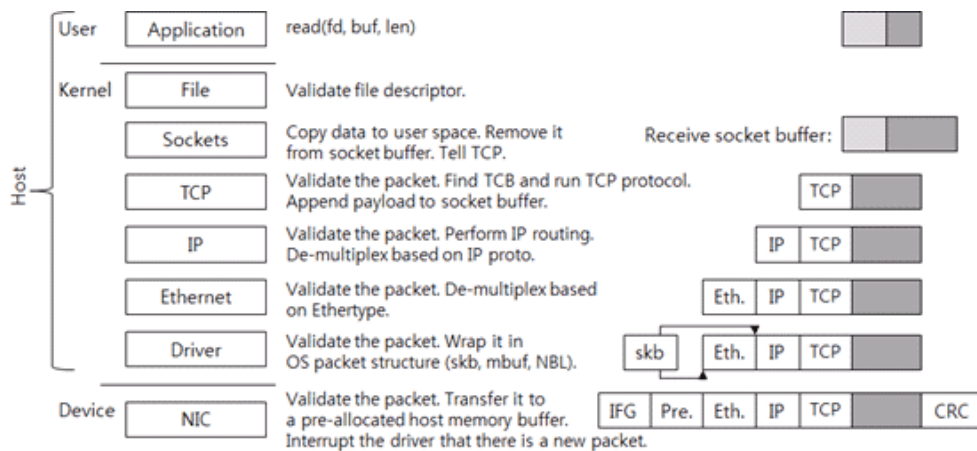 User Application read(fd, buf, len)
Kernel File Validate file descriptor.
Sockets Copy data to user space. Remove it Receive socket buffer:
from socket buffer. Tell TCP.
Host
TCP Validate the packet. Find TCB and run TCP protocol. TCP
Append payload to socket buffer.
IP Validate the packet. Perform IP routing. IP TCP
De-multiplex based on IP proto.
Ethernet Validate the packet. De-multiplex based Eth. IP TCP
on Ethertype.
Driver Validate the packet. Wrap it in skb Eth. IP TCP
OS packet structure (skb, mbuf, NBL).
Device NIC Validate the packet. Transfer it to IFG Pre. Eth. IP TCP CRC
a pre-allocated host memory buffer.
Interrupt the driver that there is a new packet.